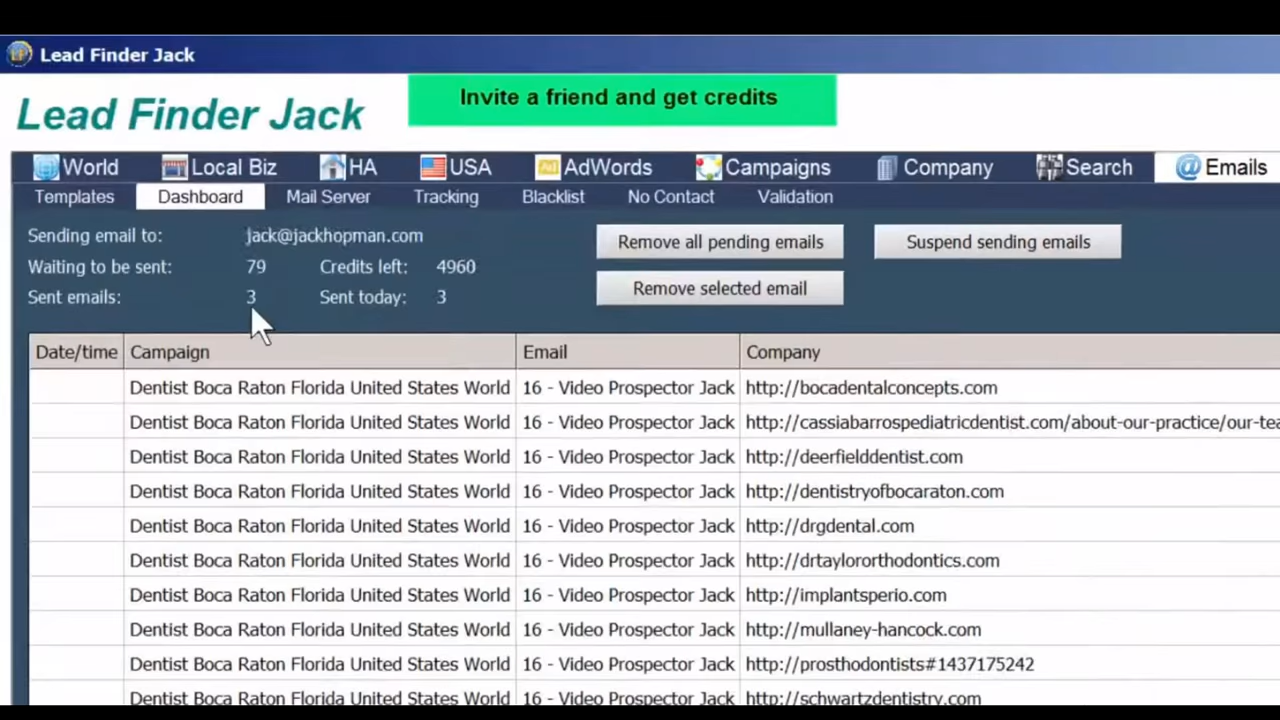 Lead Finder Jack
Lead Finder Jack
Invite a friend and get credits
World Local Biz HA USA AdWords Campaigns Company Search Emails
Templates Dashboard Mail Server Tracking Blacklist No Contact Validation
Sending email to: jack@jackhopman.com Remove all pending emails Suspend sending emails
Waiting to be sent: 79 Credits left: 4960
Remove selected email
Sent emails: 3 Sent today: 3
Date/time Campaign Email Company
Dentist Boca Raton Florida United States World 16 - Video Prospector Jack http://bocadentalconcepts.com
Dentist Boca Raton Florida United States World 16 - Video Prospector Jack http://cassiabarrospediatricdentist.com/about-our-practice/our-te
Dentist Boca Raton Florida United States World 16 - Video Prospector Jack http://deerfielddentist.com
Dentist Boca Raton Florida United States World 16 - Video Prospector Jack http://dentistryofbocaraton.com
Dentist Boca Raton Florida United States World 16 - Video Prospector Jack http://drgdental.com
Dentist Boca Raton Florida United States World 16 - Video Prospector Jack http://drtaylororthodontics.com
Dentist Boca Raton Florida United States World 16 - Video Prospector Jack http://implantsperio.com
Dentist Boca Raton Florida United States World 16 - Video Prospector Jack http://mullaney-hancock.com
Dentist Boca Raton Florida United States World 16 - Video Prospector Jack http://prosthodontists#1437175242
Dentist Boca Raton Florida United States World 16 - Video Prospector Jack http://schwartzdentistry.com